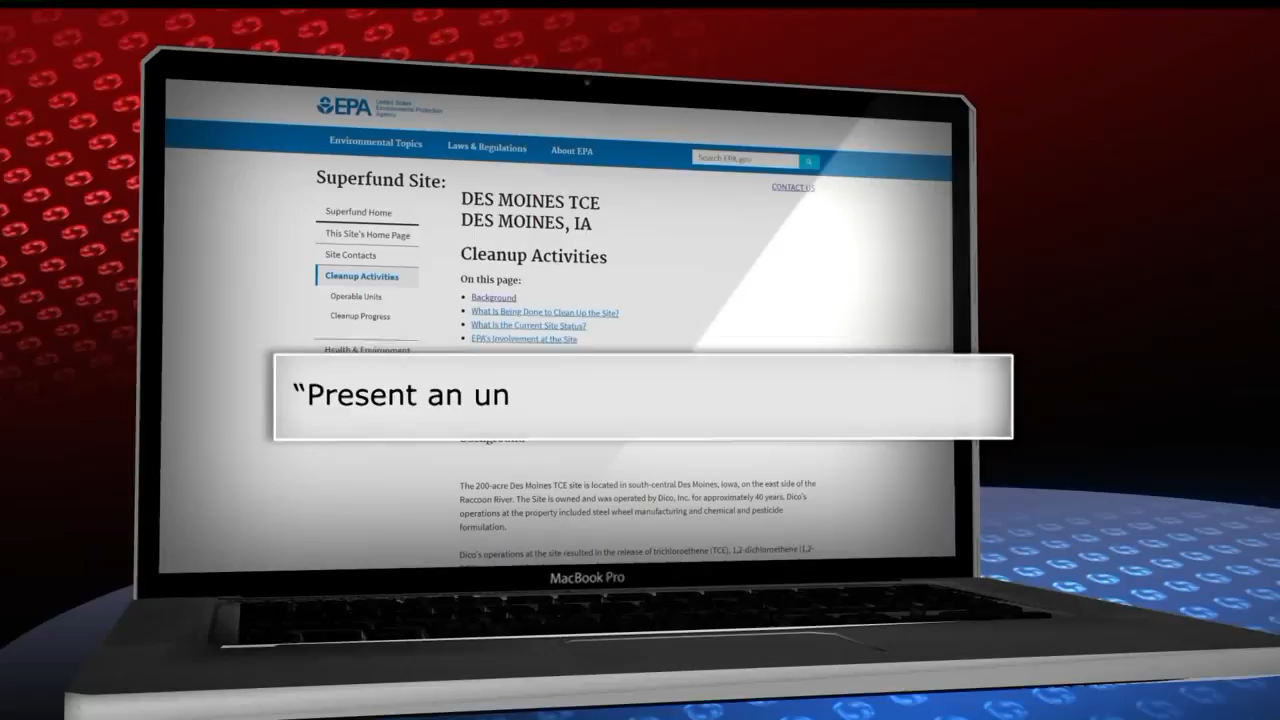 EPA
United States
Environmental Protection
Agency
Environmental Topics
Laws & Regulations
About EPA
Search EPA.gov
CONTACT US
Superfund Site:
Superfund Home
This Site's Home Page
Site Contacts
Cleanup Activities
Operable Units
Cleanup Progress
Health & Environment
DES MOINES TCE
DES MOINES, IA
Cleanup Activities
On this page:
• Background
• What Is Being Done to Clean Up the Site?
• What Is the Current Site Status?
• EPA's Involvement at the Site
“Present an un
Background
The 200-acre Des Moines TCE site is located in south-central Des Moines, Iowa, on the east side of the
Raccoon River. The Site is owned and was operated by Dico, Inc. for approximately 40 years. Dico's
operations at the property included steel wheel manufacturing and chemical and pesticide
formulation.
Dico's operations at the site resulted in the release of trichloroethene (TCE), 1,2-dichloroethene (1,2-
MacBook Pro